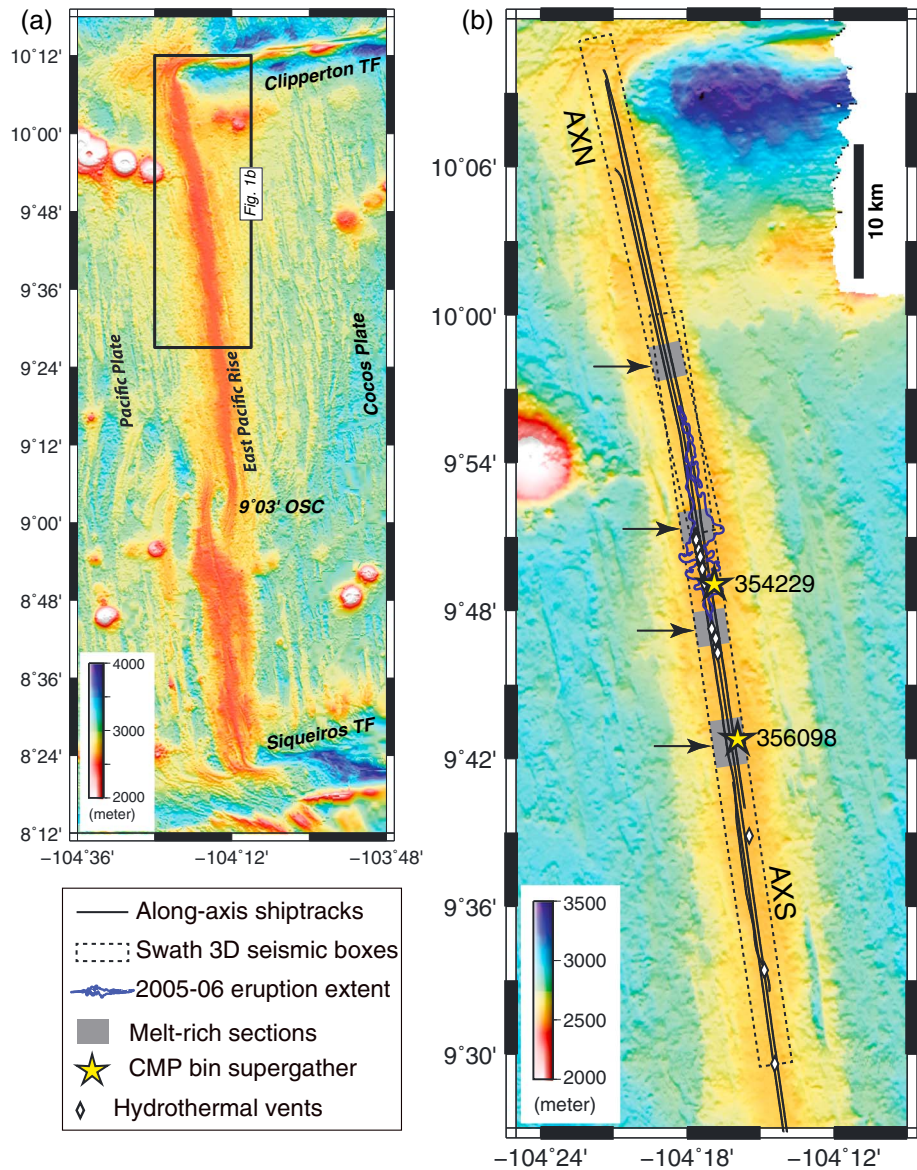 (a)
10°12'
10°00'
9°48'
9°36'
9°24'
9°12'
9°00'
8°48'
8°36'
8°24'
8°12'
Clipperton TF
Fig. 1b
Pacific Plate
East Pacific Rise
Cocos Plate
9°03' OSC
Siqueiros TF
4000
3000
2000
(meter)
−104°36'
−104°12'
−103°48'
Along-axis shiptracks
Swath 3D seismic boxes
2005-06 eruption extent
Melt-rich sections
CMP bin supergather
Hydrothermal vents
(b)
10°06'
10°00'
9°54'
9°48'
9°42'
9°36'
9°30'
AXN
10 km
354229
356098
AXS
3500
3000
2500
2000
(meter)
−104°24'
−104°18'
−104°12'